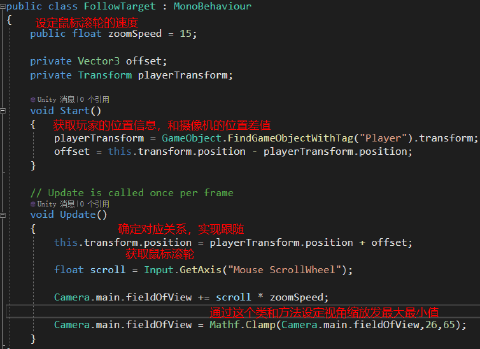 public class FollowTarget : MonoBehaviour
{
设定鼠标滚轮的速度
public float zoomSpeed = 15;
private Vector3 offset;
private Transform playerTransform;
Unity 消息|0 个引用
void Start()
{
获取玩家的位置信息，和摄像机的位置差值
playerTransform = GameObject.FindGameObjectWithTag("Player").transform;
offset = this.transform.position - playerTransform.position;
}
// Update is called once per frame
Unity 消息|0 个引用
void Update()
{
确定对应关系，实现跟随
this.transform.position = playerTransform.position + offset;
获取鼠标滚轮
float scroll = Input.GetAxis("Mouse ScrollWheel");
Camera.main.fieldOfView += scroll * zoomSpeed;
通过这个类和方法设定视角缩放发最大最小值
Camera.main.fieldOfView = Mathf.Clamp(Camera.main.fieldOfView,26,65);
}